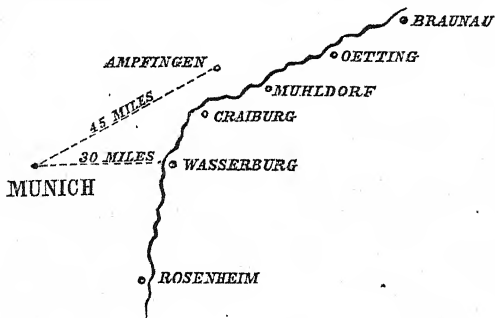 BRAUNAU
OETTING
AMPFINGEN
MUHLDORF
45 MILES
CRAIBURG
30 MILES
WASSERBURG
MUNICH
ROSENHEIM